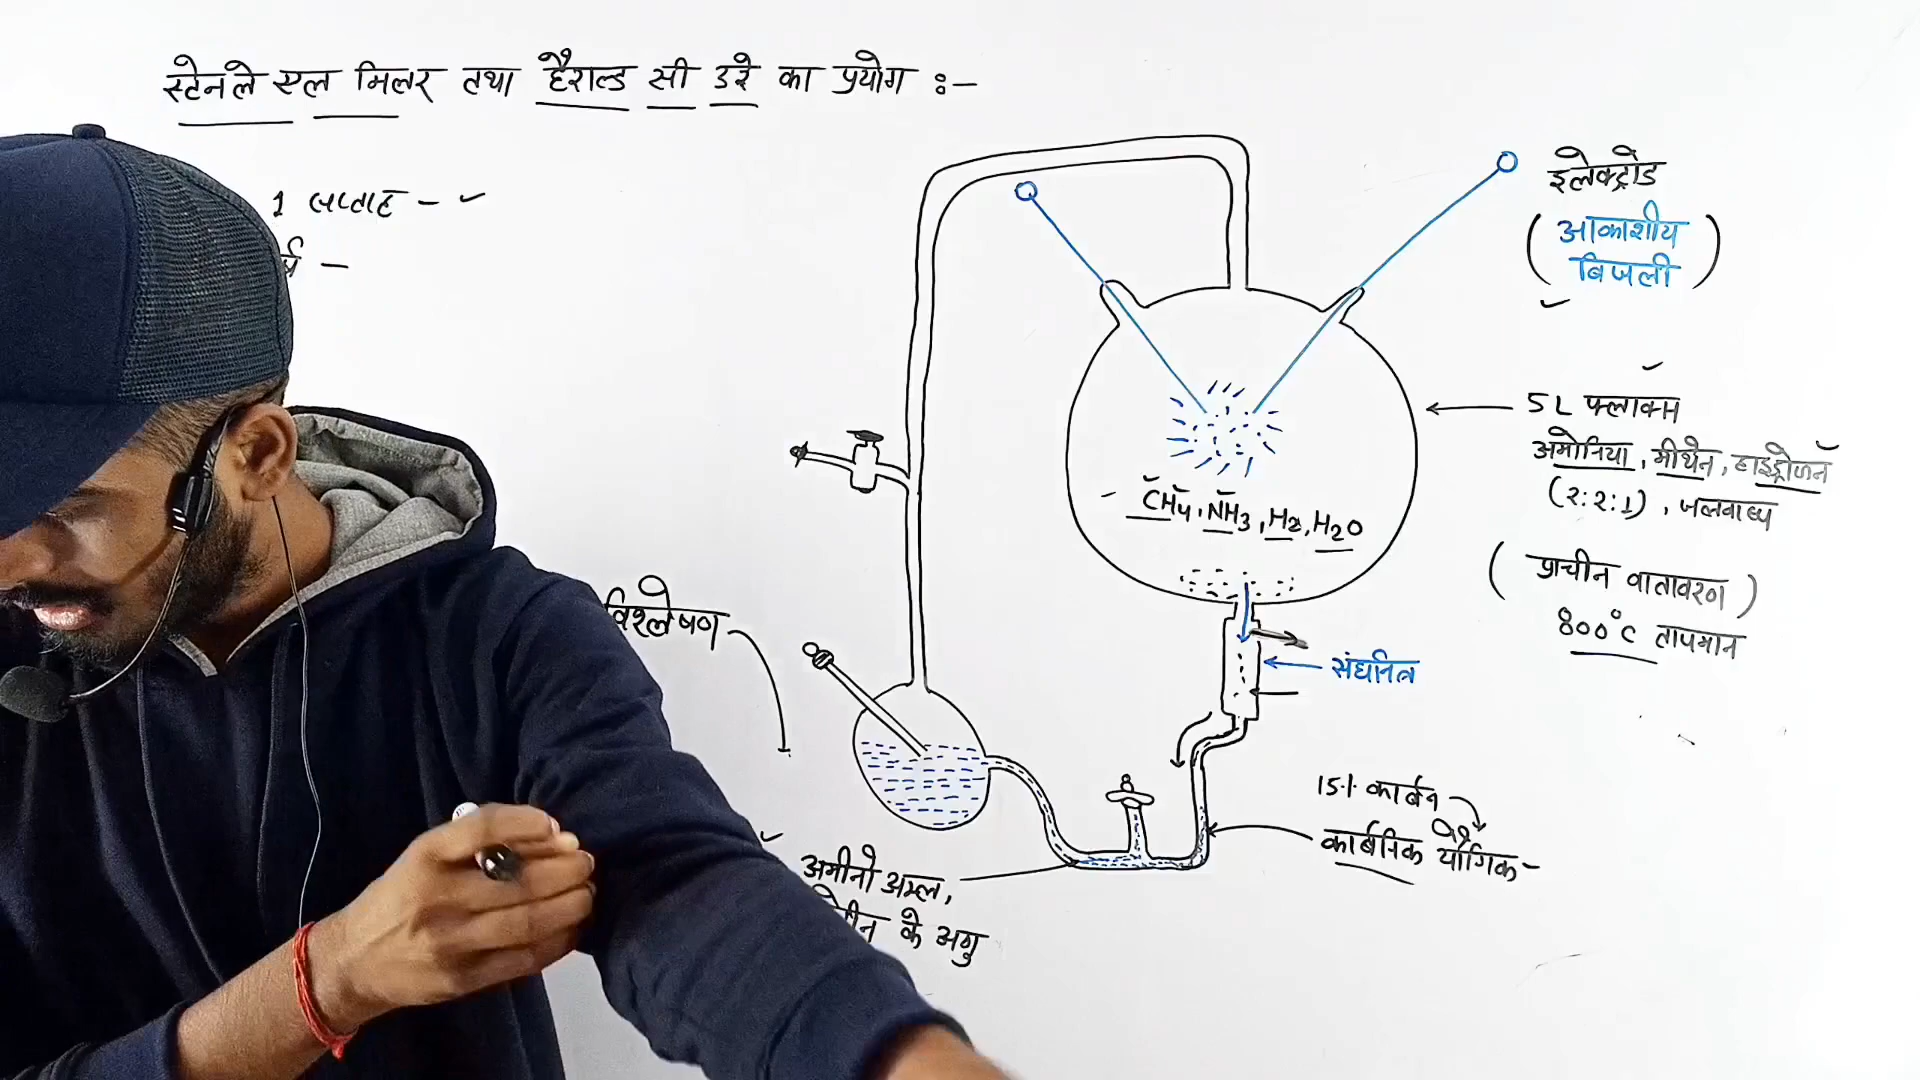 स्टेनले एल मिलर तथा हैराल्ड सी उरे का प्रयोग :-
1 सप्ताह -
इलेक्ट्रोड
( आकाशीय
बिजली )
5L फ्लाक्स
अमोनिया, मीथेन, हाइड्रोजन
(2:2:1), जलवाष्प
( प्राचीन वातावरण )
800°C तापमान
CH4, NH3, H2, H2O
विश्लेषण
संघनित्र
15% कार्बन
कार्बनिक यौगिक -
अमीनो अम्ल,
के अणु